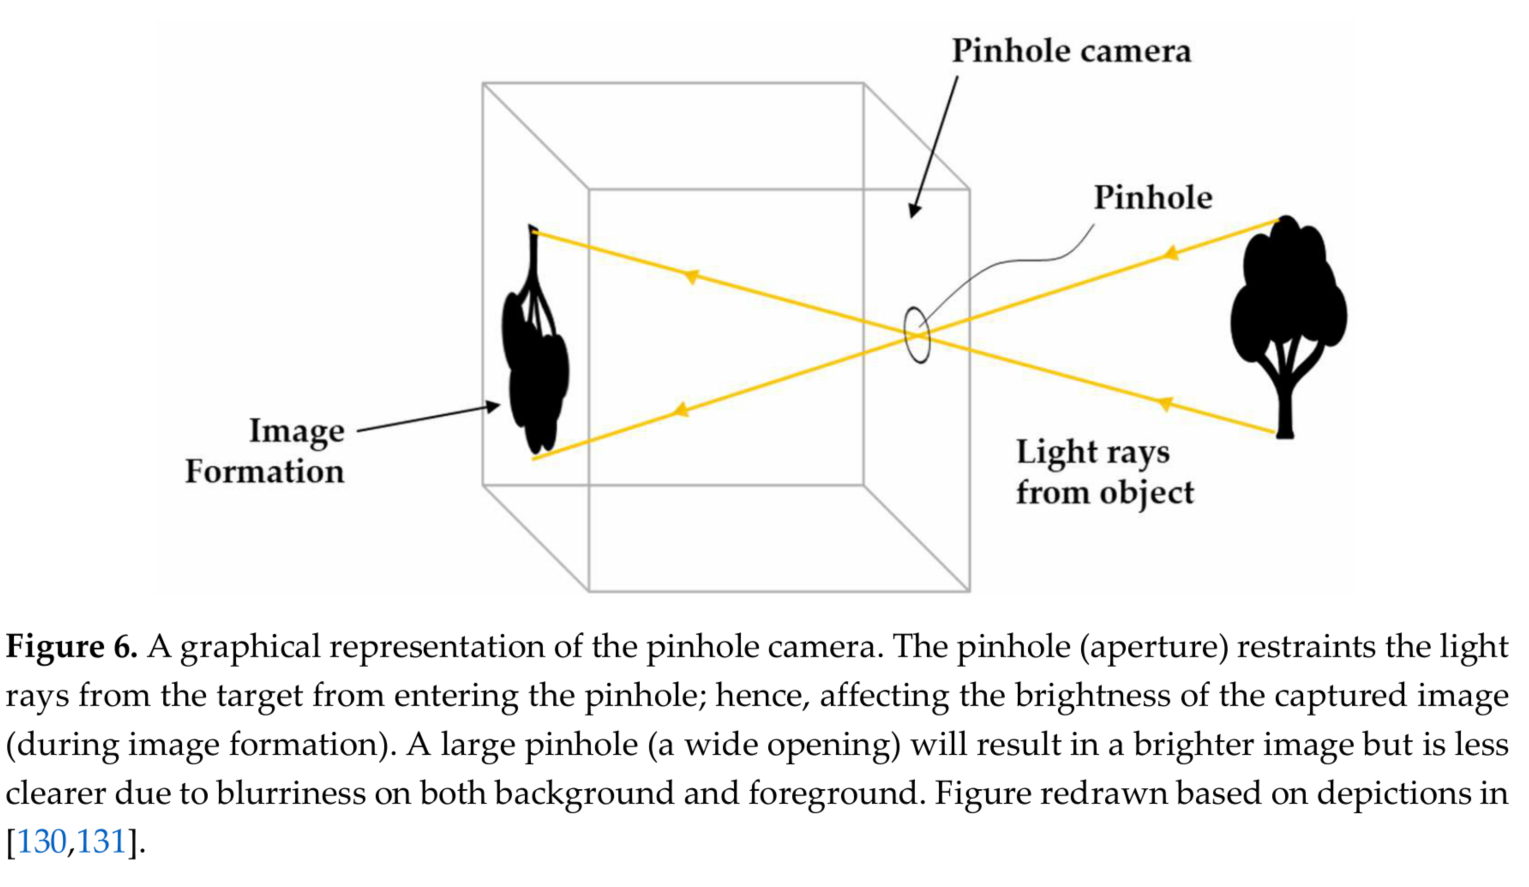 Pinhole camera
Pinhole
Image
Formation
Light rays
from object
Figure 6. A graphical representation of the pinhole camera. The pinhole (aperture) restraints the light
rays from the target from entering the pinhole; hence, affecting the brightness of the captured image
(during image formation). A large pinhole (a wide opening) will result in a brighter image but is less
clearer due to blurriness on both background and foreground. Figure redrawn based on depictions in
[130,131].